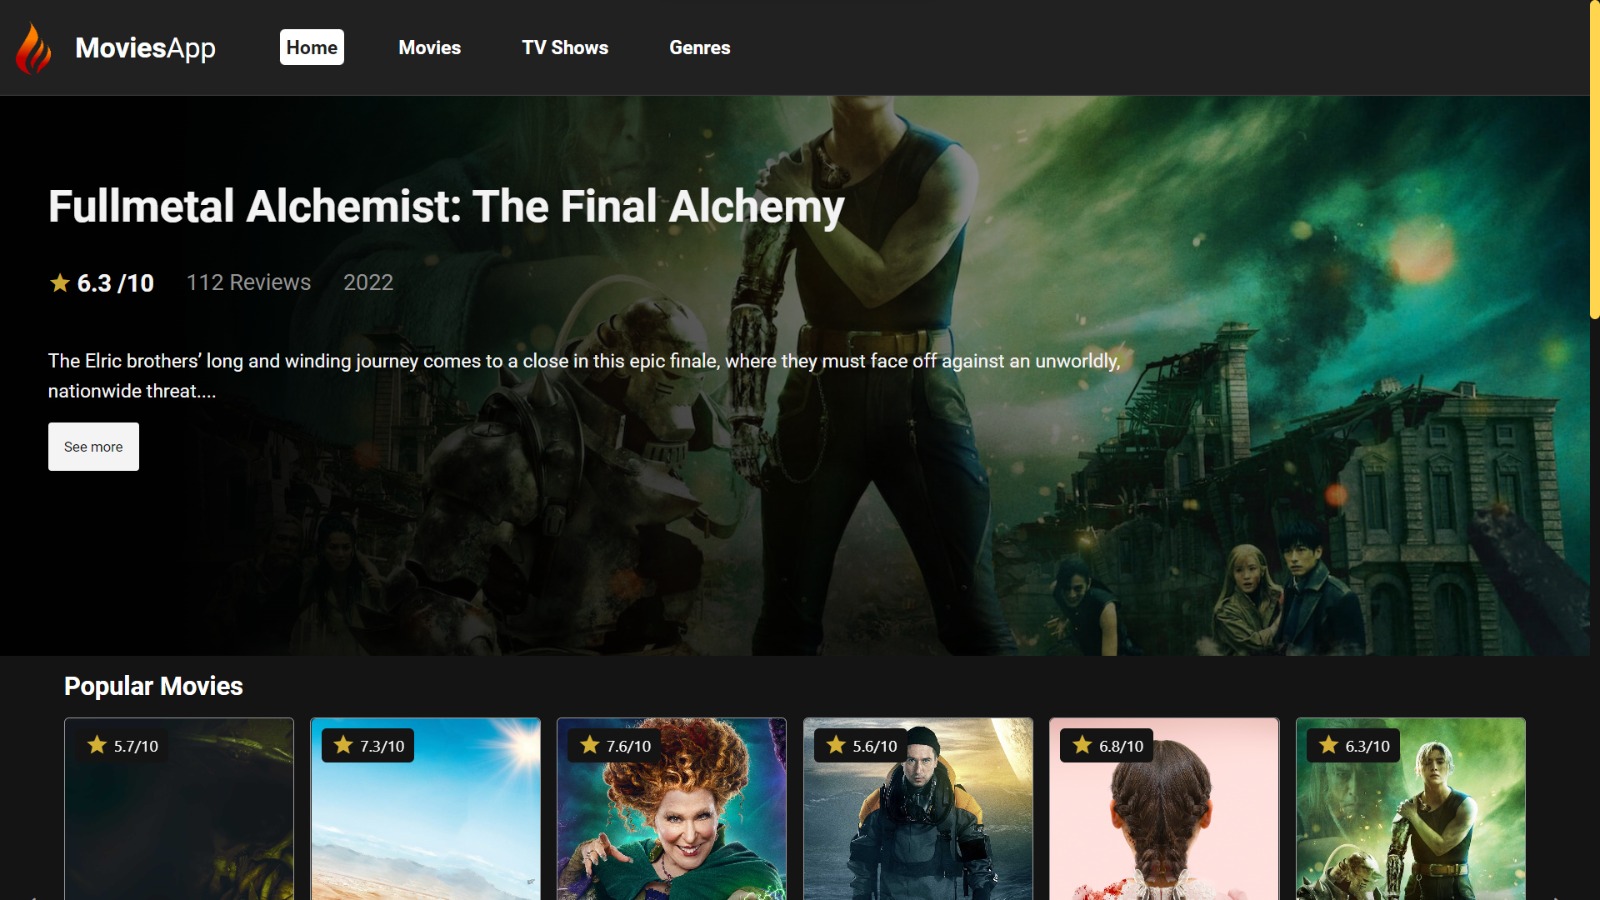 MoviesApp
Home
Movies
TV Shows
Genres
Fullmetal Alchemist: The Final Alchemy
6.3 /10
112 Reviews
2022
The Elric brothers’ long and winding journey comes to a close in this epic finale, where they must face off against an unworldly,
nationwide threat....
See more
Popular Movies
5.7/10
7.3/10
7.6/10
5.6/10
6.8/10
6.3/10